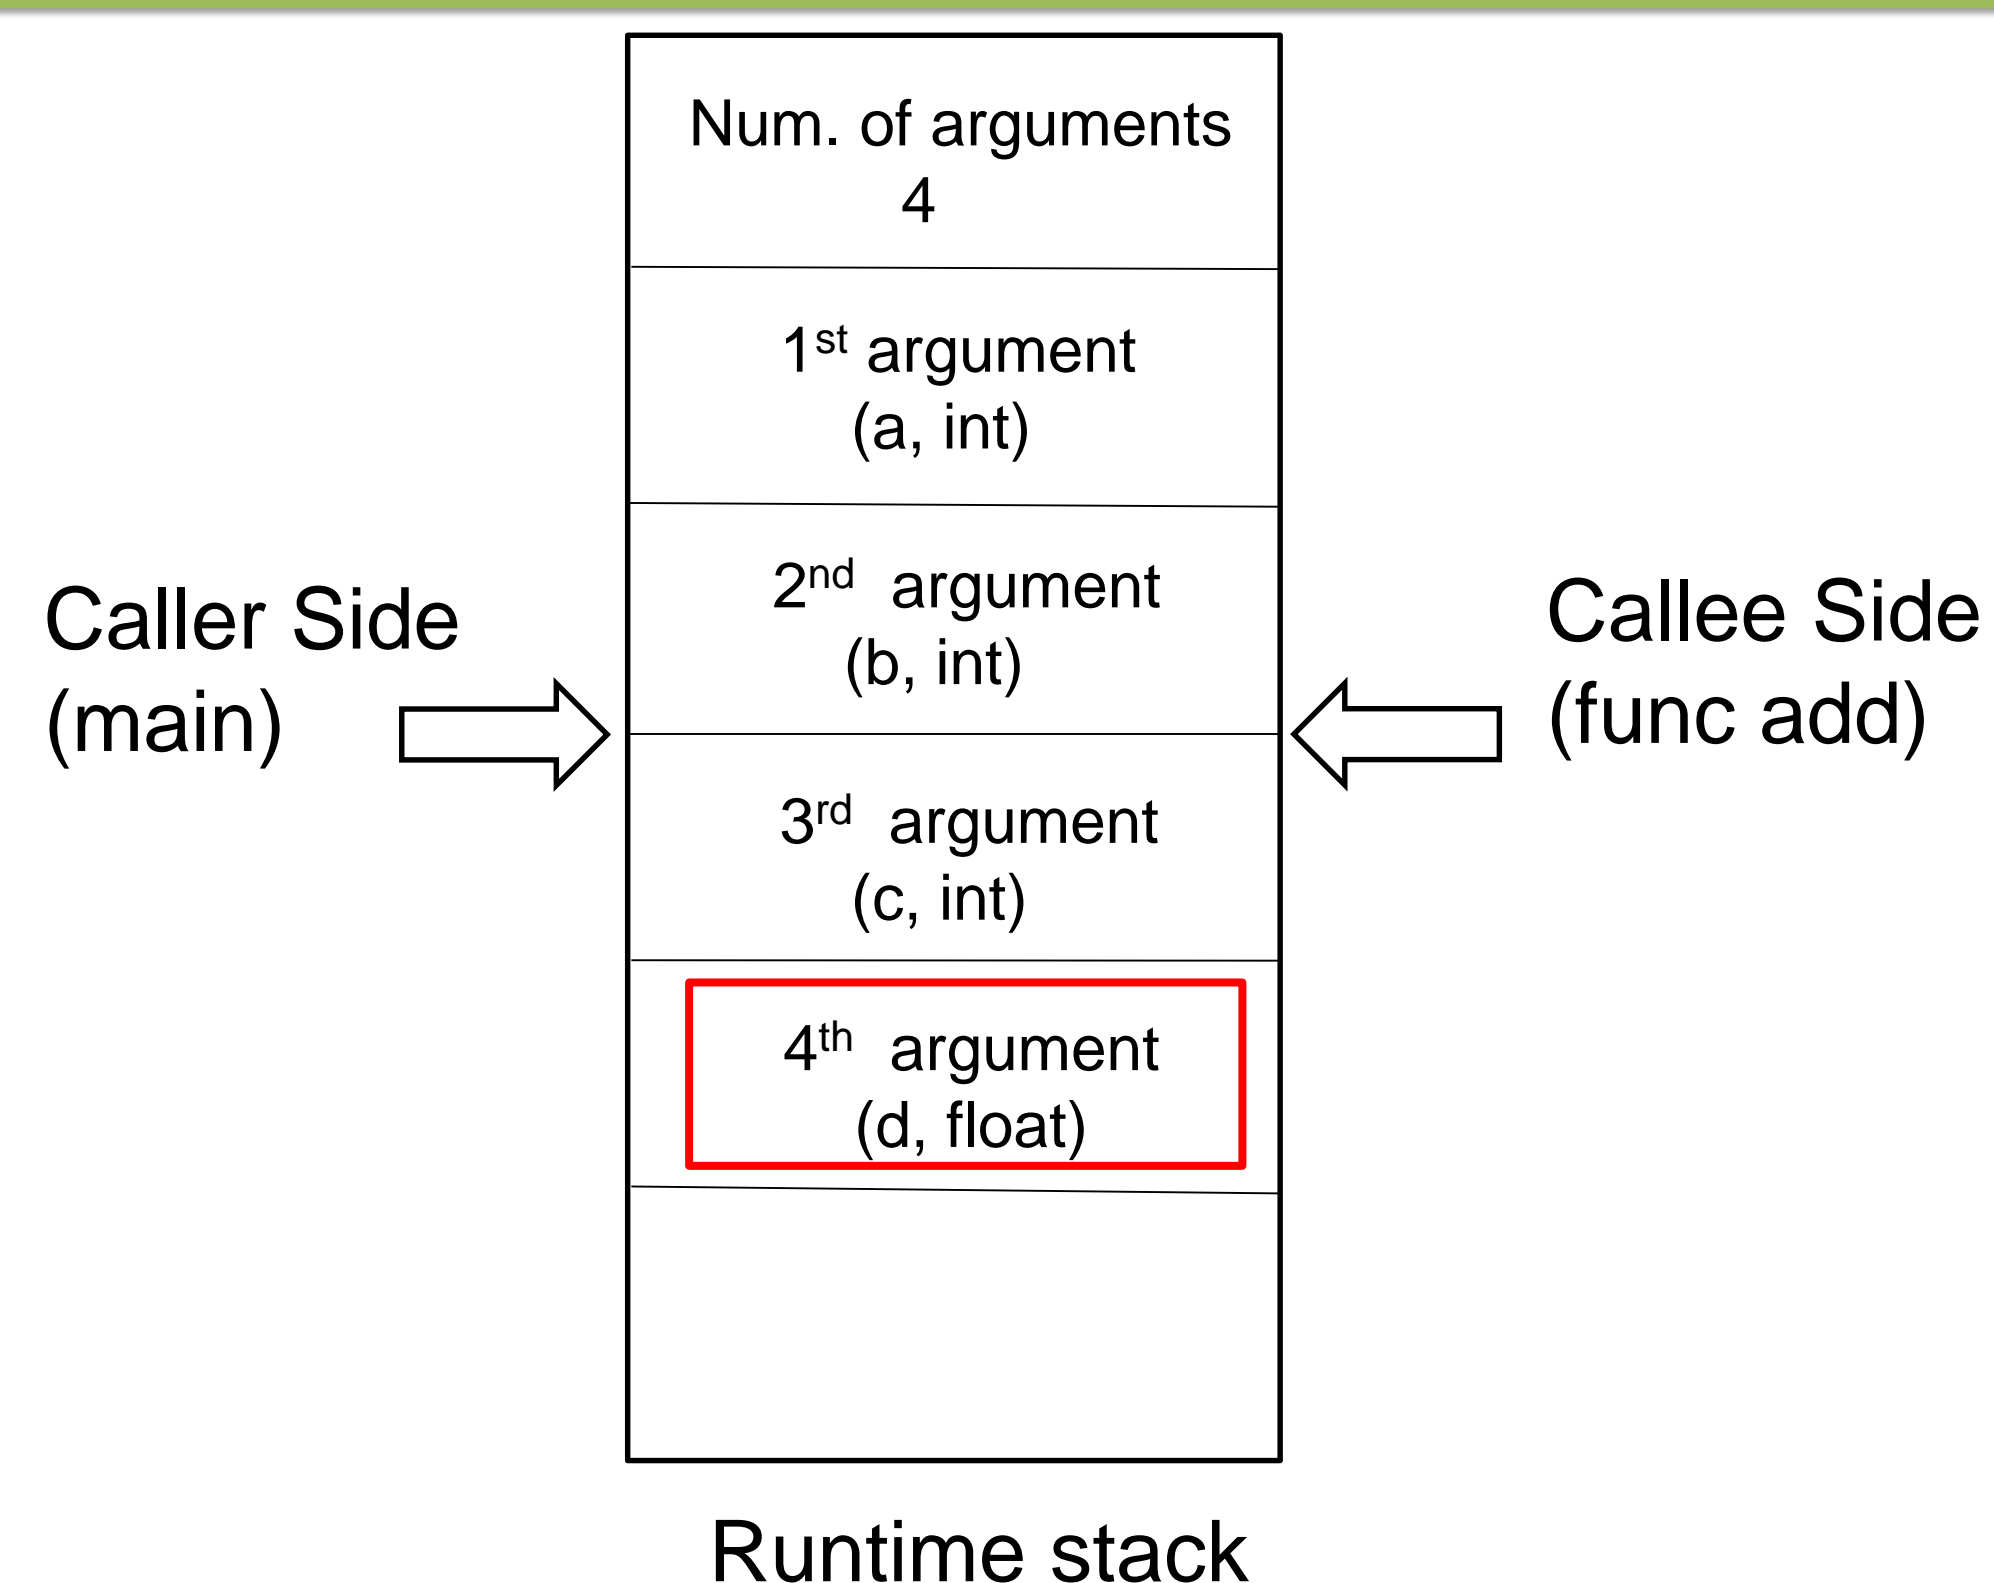 Num. of arguments
4
1st argument
(a, int)
2nd argument
(b, int)
Caller Side
(main)
Callee Side
(func add)
3rd argument
(c, int)
4th argument
(d, float)
Runtime stack